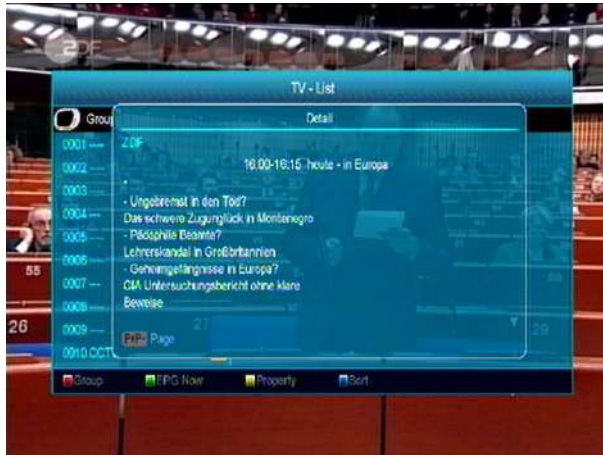 ZDF
TV - List
Group
Detail
0001 ----
ZDF
0002 ----
16:00-16:15 heute - in Europa
0003 ----
-
- Ungebremst in den Tod?
0004 ----
Das schwere Zugunglück in Montenegro
0005 ----
- Pädophile Beamte?
0006 ----
Lehrerskandal in Großbritannien
- Geheimgefängnisse in Europa?
0007 ----
CIA Untersuchungsbericht ohne klare
0008 ----
Beweise
0009 ----
P+P- Page
0010 CCT
55
26
27
29
Group
EPG Now
Property
Sort